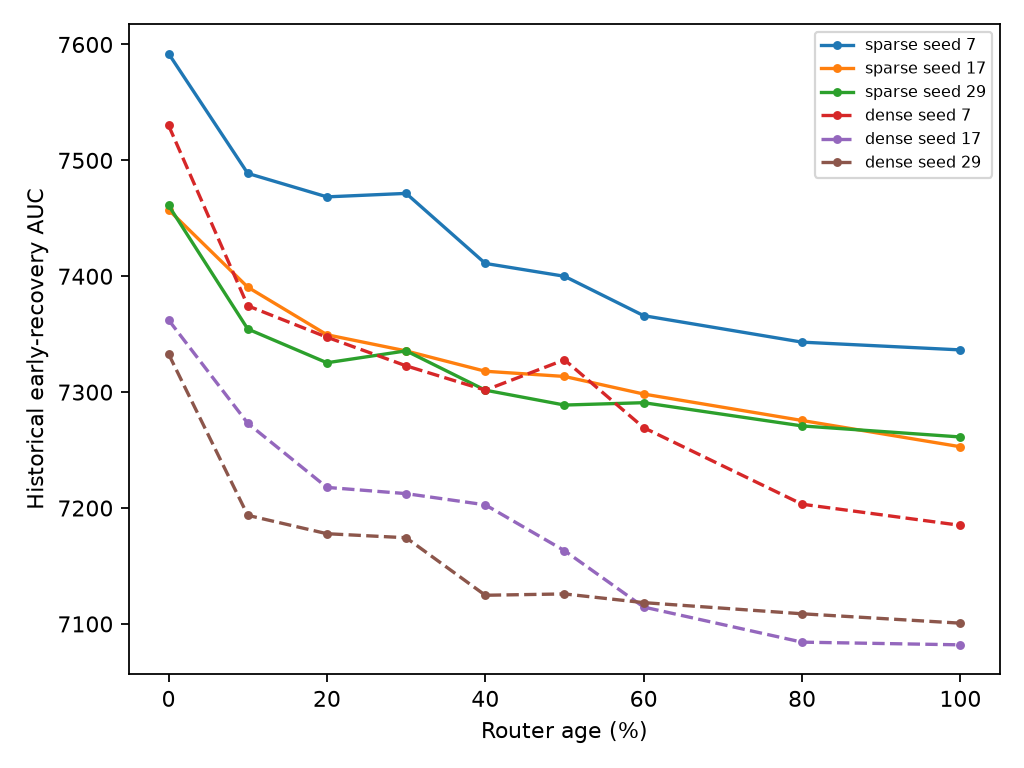 7600
7500
7400
7300
7200
7100
Historical early-recovery AUC
0 20 40 60 80 100
Router age (%)
sparse seed 7
sparse seed 17
sparse seed 29
dense seed 7
dense seed 17
dense seed 29